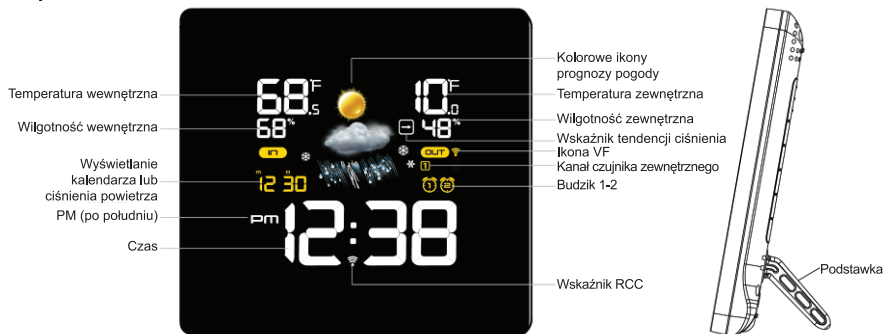 Temperatura wewnętrzna
Wilgotność wewnętrzna
Wyświetlanie
kalendarza lub
ciśnienia powietrza
PM (po południu)
Czas
68.5 °F
68%
IN
m D
12 30
PM
12:38
10.0 °F
48%
OUT
1
1 2
Kolorowe ikony
prognozy pogody
Temperatura zewnętrzna
Wilgotność zewnętrzna
Wskaźnik tendencji ciśnienia
Ikona VF
Kanał czujnika zewnętrznego
Budzik 1-2
Wskaźnik RCC
Podstawka